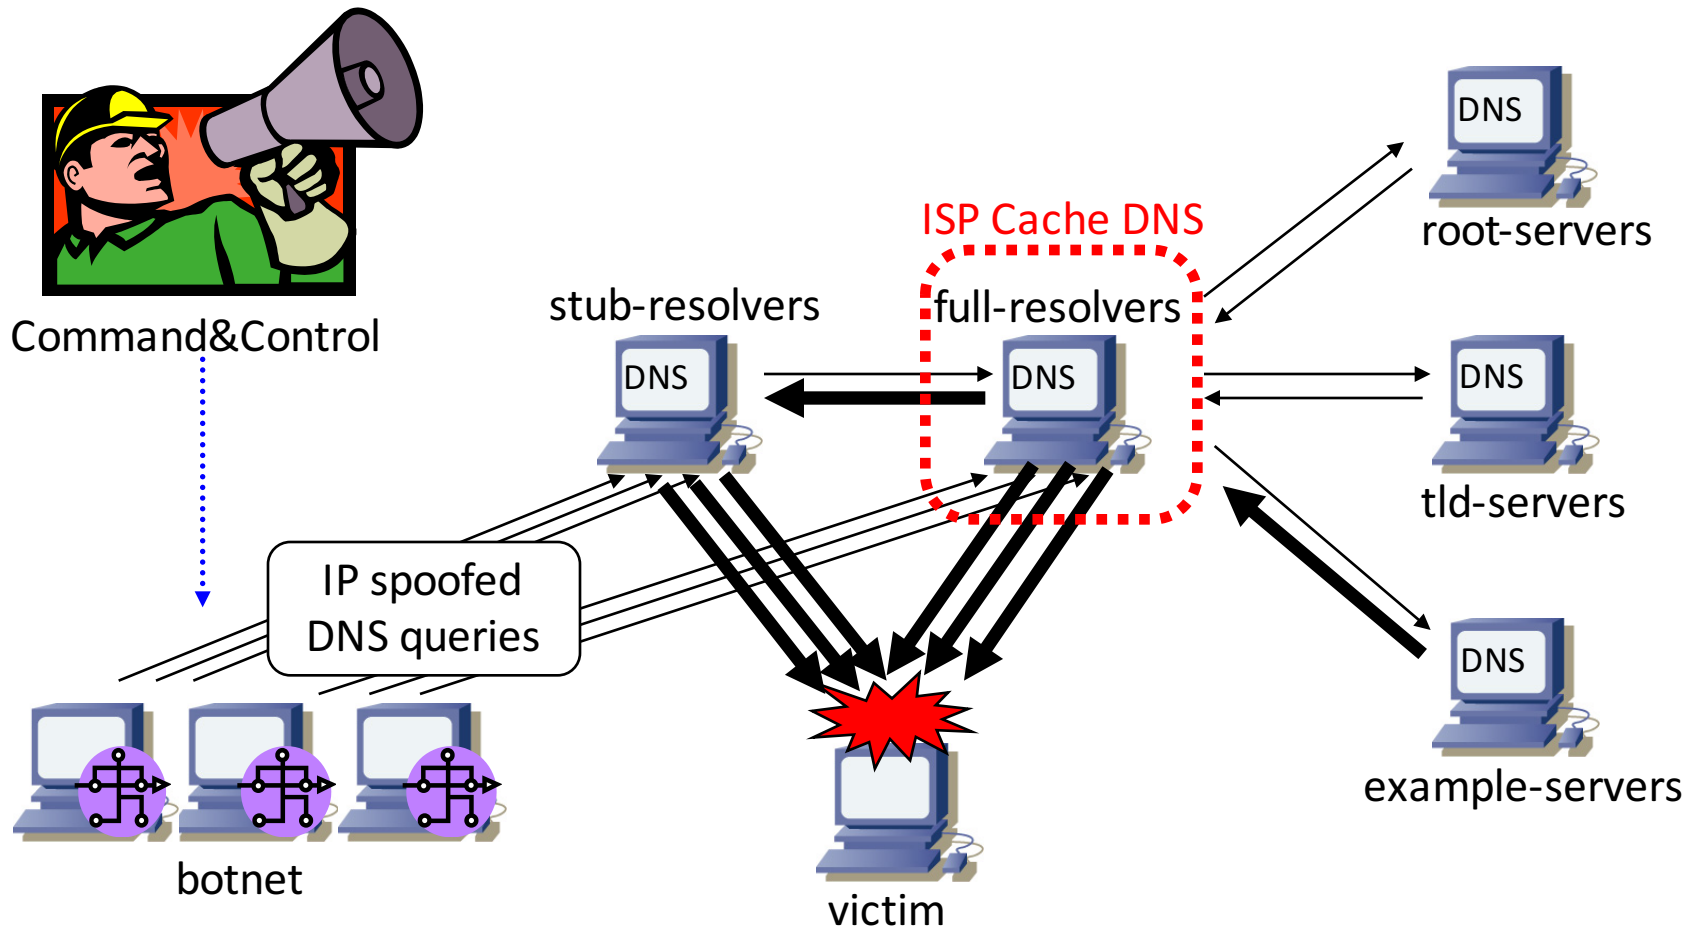 DNS
root-servers
ISP Cache DNS
Command&Control
stub-resolvers
full-resolvers
DNS
DNS
DNS
tld-servers
IP spoofed
DNS queries
DNS
example-servers
botnet
victim